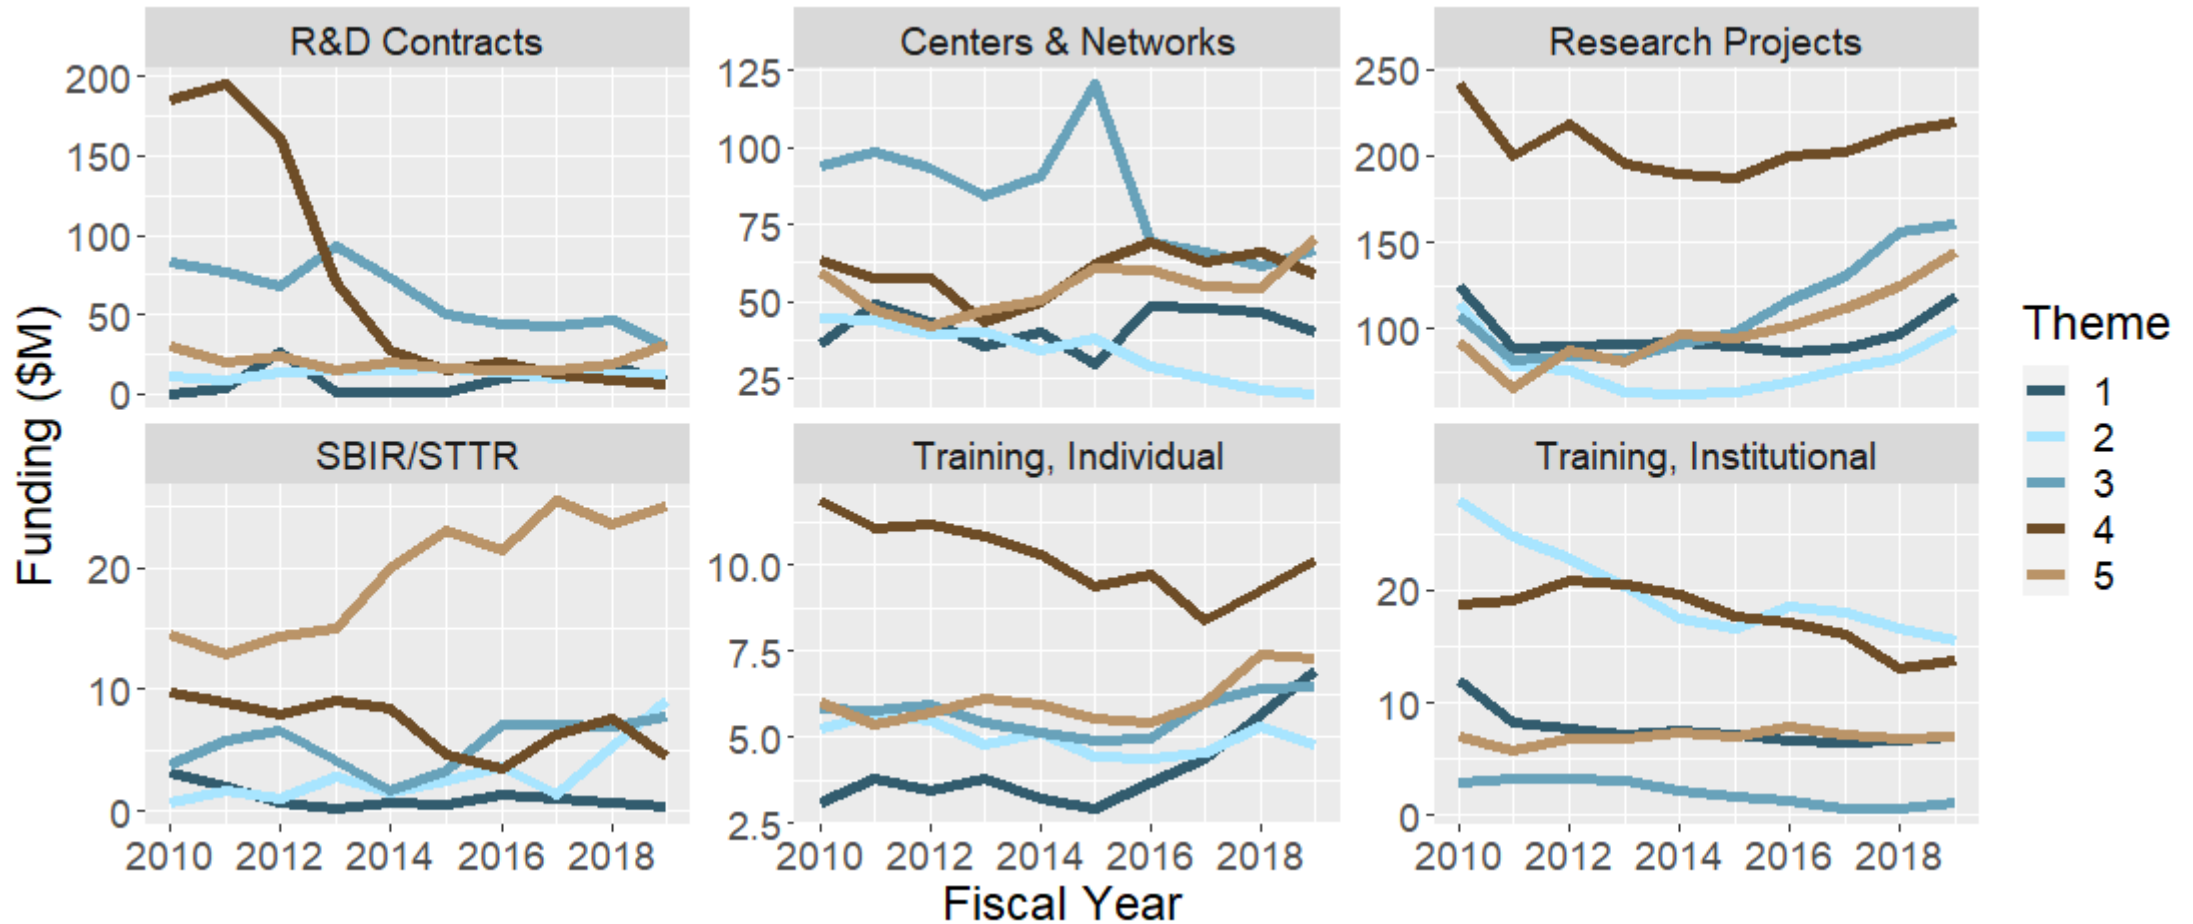 R&D Contracts
Centers & Networks
Research Projects
200
150
100
50
0
125
100
75
50
25
250
200
150
100
SBIR/STTR
Training, Individual
Training, Institutional
20
10
0
10.0
7.5
5.0
2.5
20
10
0
2010 2012 2014 2016 2018
2010 2012 2014 2016 2018
2010 2012 2014 2016 2018
Funding ($M)
Fiscal Year
Theme
1
2
3
4
5